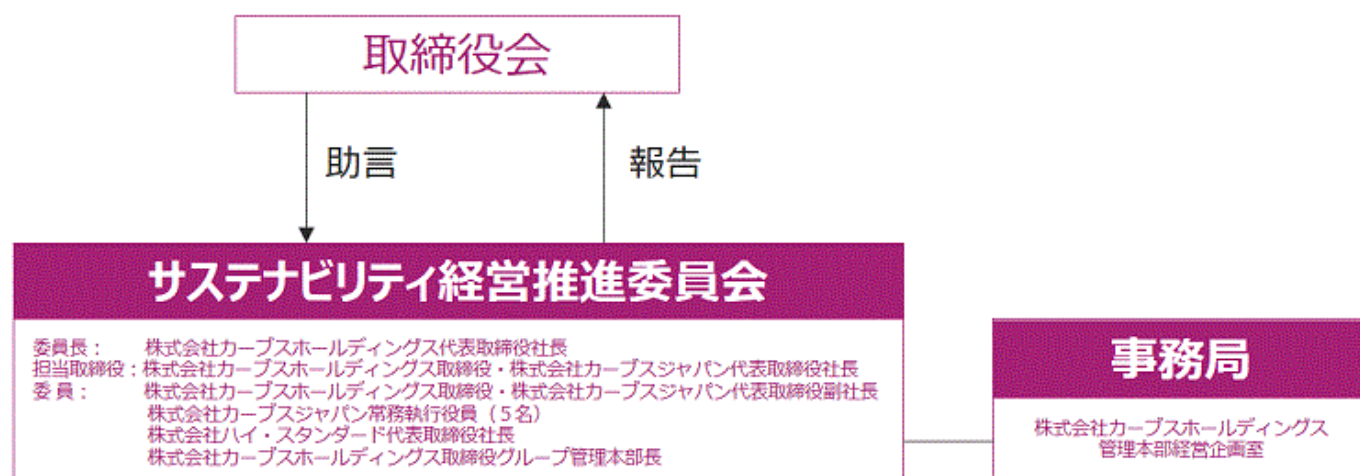 取締役会
助言
報告
サステナビリティ経営推進委員会
委員長： 株式会社カーブスホールディングス代表取締役社長
担当取締役：株式会社カーブスホールディングス取締役・株式会社カーブスジャパン代表取締役社長
委 員： 株式会社カーブスホールディングス取締役・株式会社カーブスジャパン代表取締役副社長
株式会社カーブスジャパン常務執行役員（５名）
株式会社ハイ・スタンダード代表取締役社長
株式会社カーブスホールディングス取締役グループ管理本部長
事務局
株式会社カーブスホールディングス
管理本部経営企画室